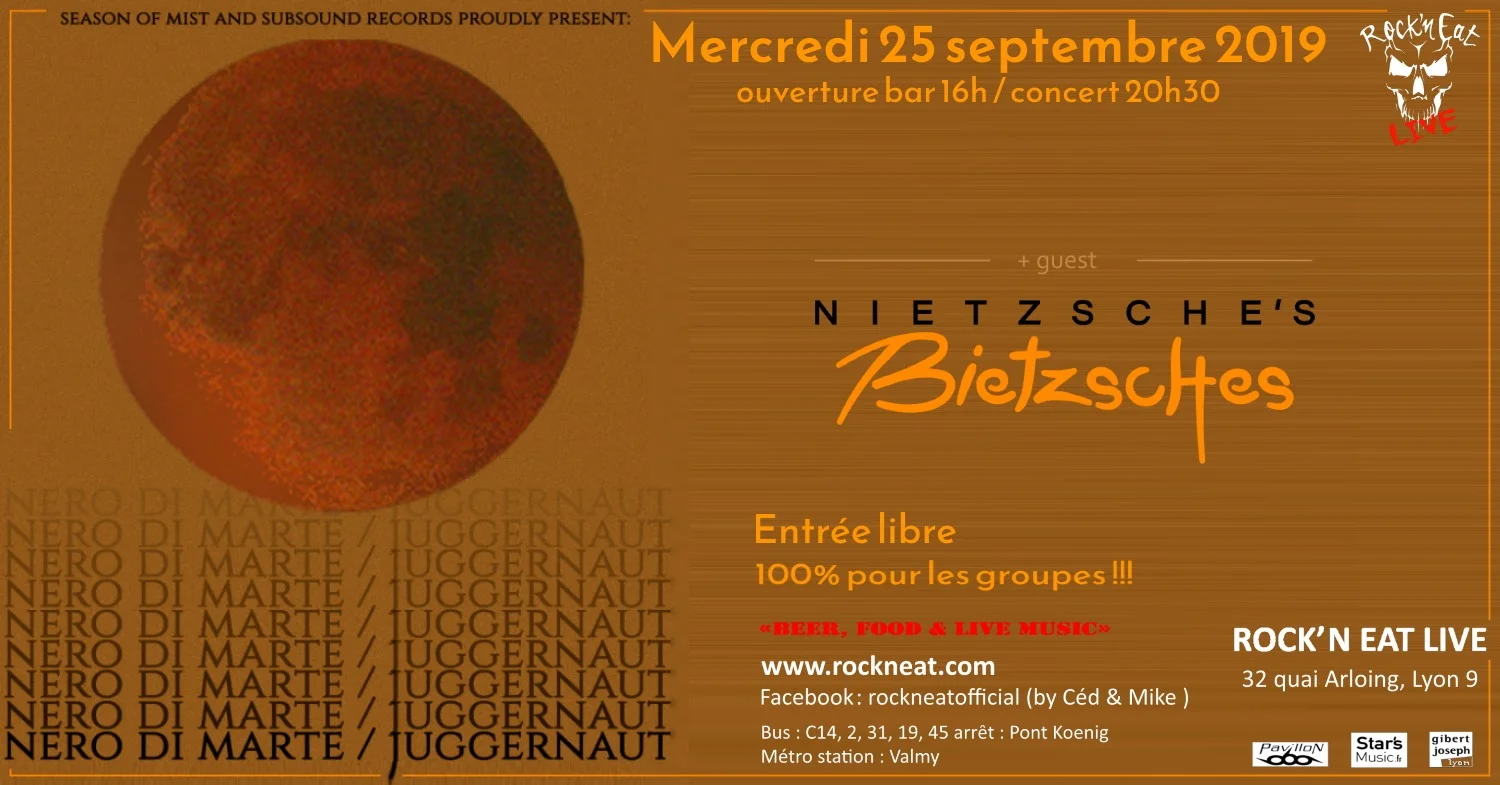 SEASON OF MIST AND SUBSOUND RECORDS PROUDLY PRESENT:
NERO DI MARTE / JUGGERNAUT
NERO DI MARTE / JUGGERNAUT
NERO DI MARTE / JUGGERNAUT
NERO DI MARTE / JUGGERNAUT
NERO DI MARTE / JUGGERNAUT
NERO DI MARTE / JUGGERNAUT
NERO DI MARTE / JUGGERNAUT
NERO DI MARTE / JUGGERNAUT
NERO DI MARTE / JUGGERNAUT
Mercredi 25 septembre 2019
ouverture bar 16h / concert 20h30
Rock'n Eat
LIVE
+ guest
NIETZSCHE'S
Bietzsches
Entrée libre
100% pour les groupes !!!
«BEER, FOOD & LIVE MUSIC»
www.rockneat.com
Facebook : rockneatofficial (by Céd & Mike )
Bus : C14, 2, 31, 19, 45 arrêt : Pont Koenig
Métro station : Valmy
ROCK'N EAT LIVE
32 quai Arloing, Lyon 9
PavilloN
Star's
Music.fr
gibert
joseph
lyon